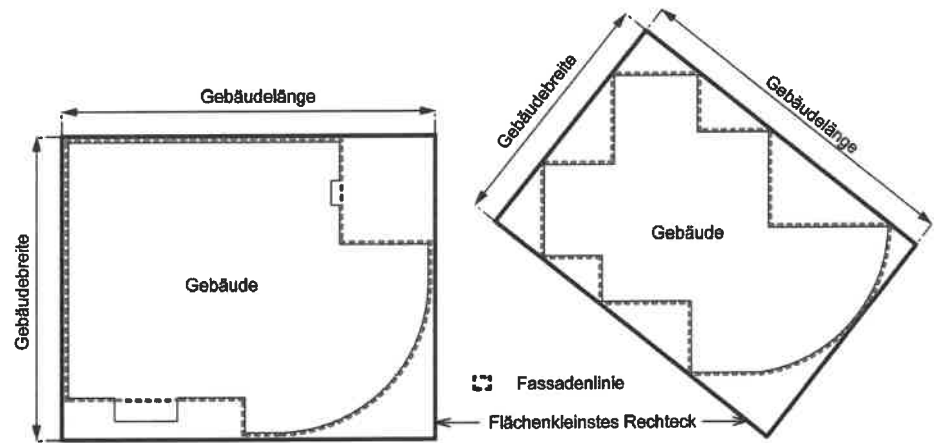 Gebäudelänge
Gebäudebreite
Gebäude
Gebäudebreite
Gebäudelänge
Gebäude
Fassadenlinie
Flächenkleinstes Rechteck